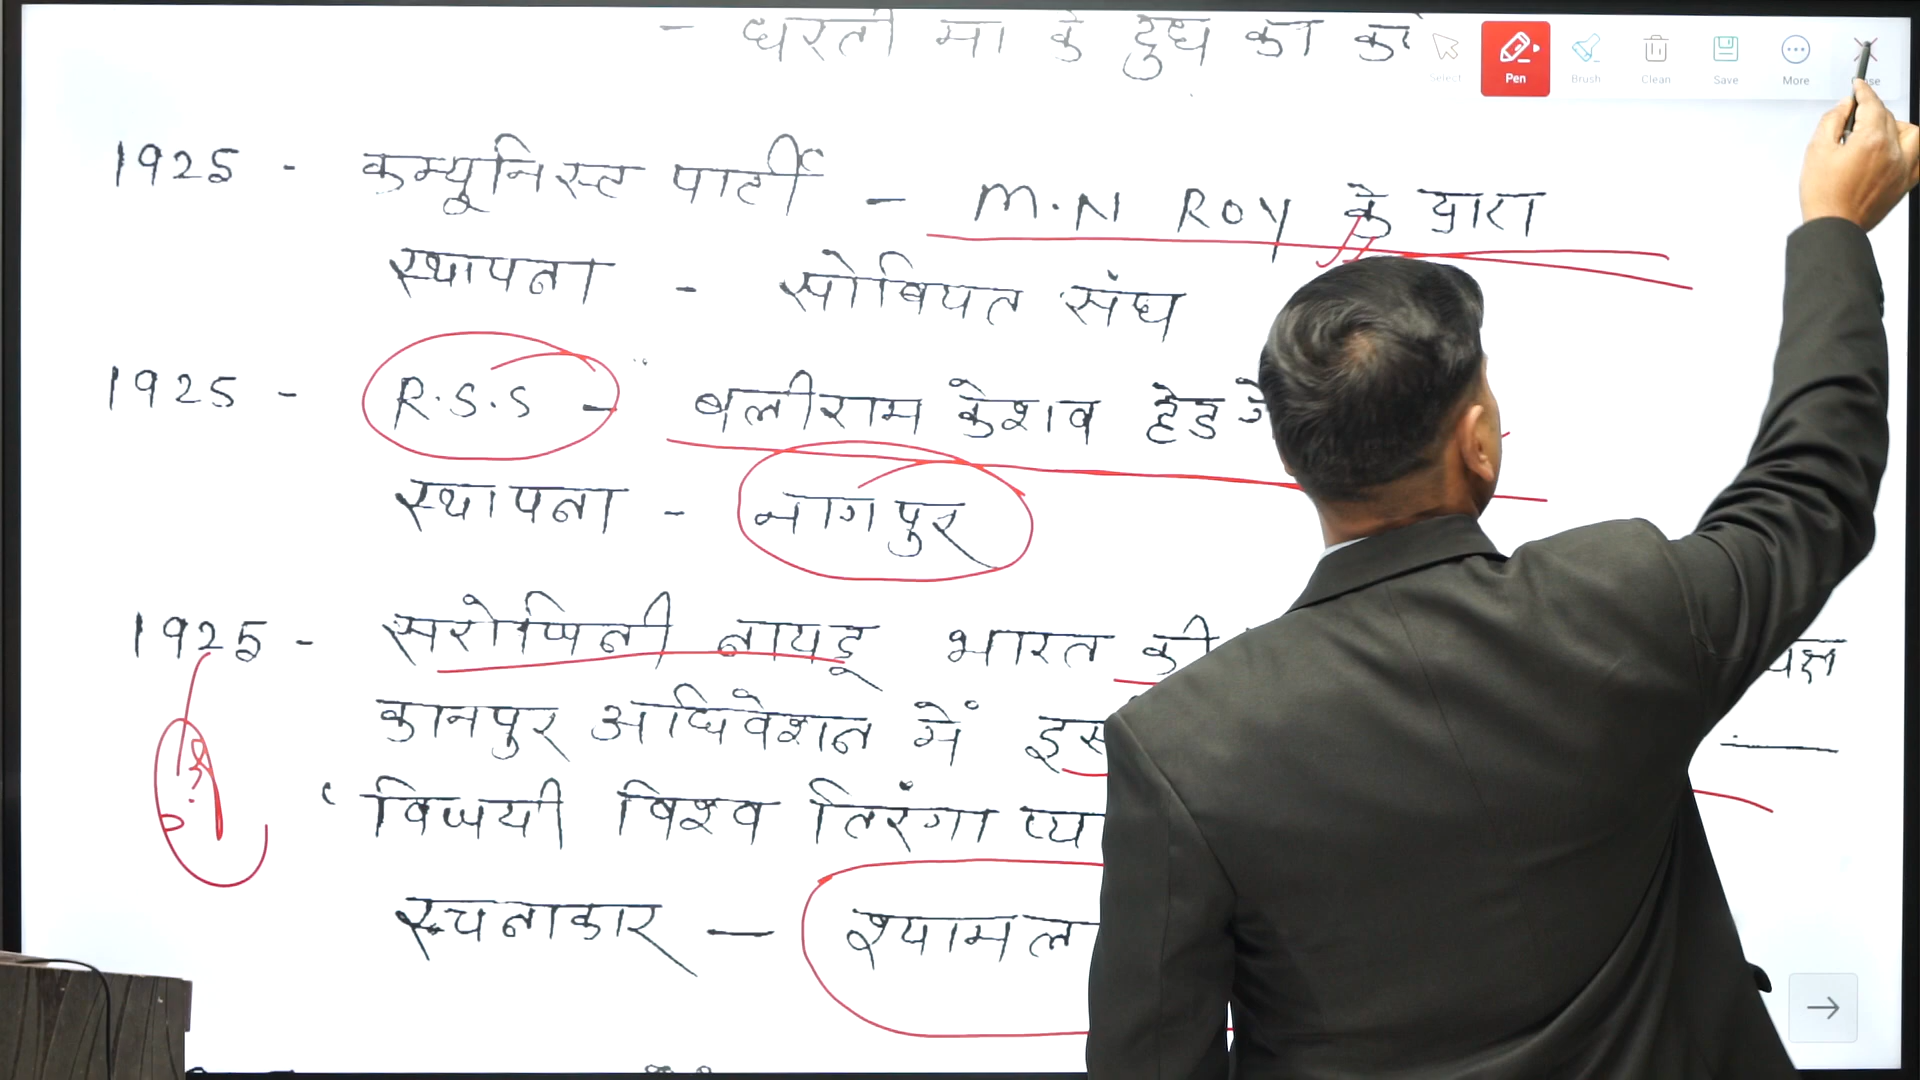 - धरती मा के दुध का क
Select Pen Brush Clean Save More
1925 - कम्यूनिस्ट पार्टी - M.N ROY के द्वारा
स्थापना - सोवियत संघ
1925 - R.S.S - बलीराम केशव हेडगे
स्थापना - नागपुर
1925 - सरोजिनी नायडू भारत की
कानपुर अधिवेशन में इस
‘विजयी विश्व तिरंगा प्या
रचनाकार - श्यामल